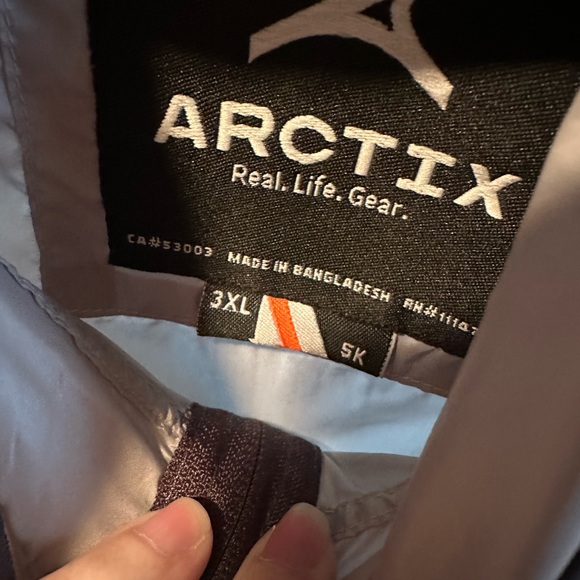 ARCTIX
Real. Life. Gear.
CA#53003 MADE IN BANGLADESH
3XL
5K